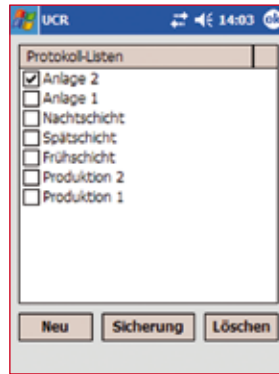 UCR 14:03 ok
Protokoll-Listen
Anlage 2
Anlage 1
Nachtschicht
Spätschicht
Frühschicht
Produktion 2
Produktion 1
Neu Sicherung Löschen